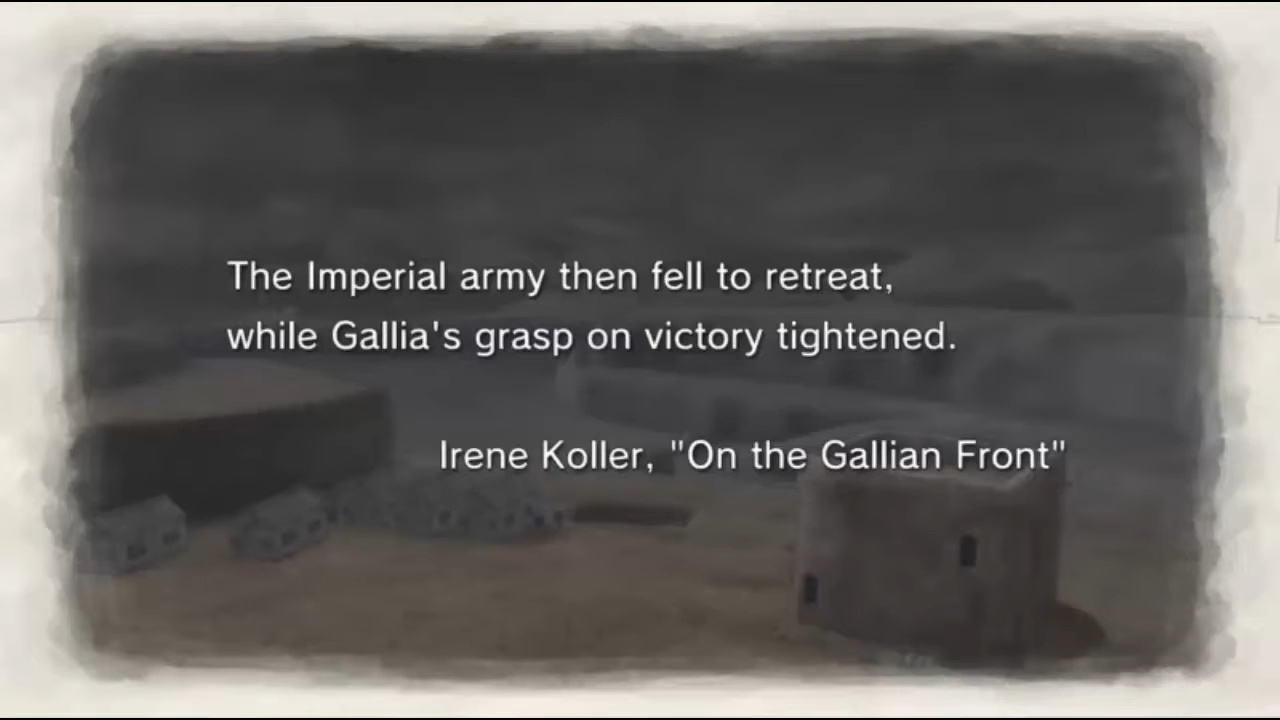 The Imperial army then fell to retreat,
while Gallia's grasp on victory tightened.
Irene Koller, "On the Gallian Front"